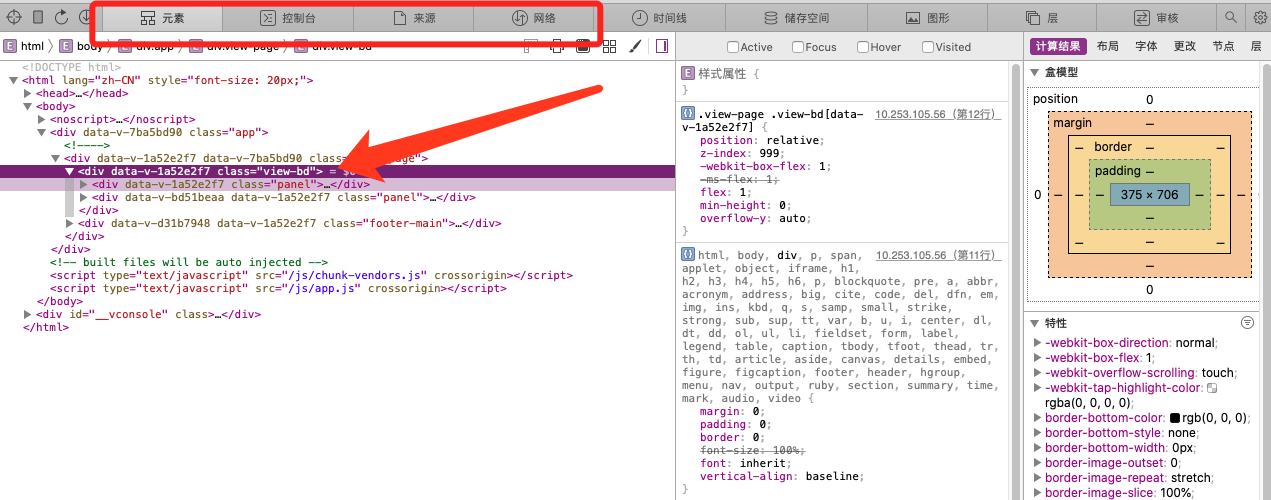 元素 控制台 来源 网络 时间线 储存空间 图形 层 审核
E html E body E div.app E div.view-page E div.view-bd
<!DOCTYPE html>
<html lang="zh-CN" style="font-size: 20px;">
<head>…</head>
<body>
<noscript>…</noscript>
<div data-v-7ba5bd90 class="app">
<!---->
<div data-v-1a52e2f7 data-v-7ba5bd90
<div data-v-1a52e2f7 class="view-bd"> = $0
<div data-v-1a52e2f7 class="panel">…</div>
<div data-v-bd51beaa data-v-1a52e2f7 class="panel">…</div>
</div>
<div data-v-d31b7948 data-v-1a52e2f7 class="footer-main">…</div>
</div>
</div>
<!-- built files will be auto injected -->
<script type="text/javascript" src="/js/chunk-vendors.js" crossorigin></script>
<script type="text/javascript" src="/js/app.js" crossorigin></script>
</body>
<div id="__vconsole" class>…</div>
</html>
Active Focus Hover Visited
E 样式属性 {
}
.view-page .view-bd[data-v-1a52e2f7] { 10.253.105.56（第12行）
position: relative;
z-index: 999;
-webkit-box-flex: 1;
-ms-flex: 1;
flex: 1;
min-height: 0;
overflow-y: auto;
}
html, body, div, p, span, 10.253.105.56（第11行）
applet, object, iframe, h1,
h2, h3, h4, h5, h6, p, blockquote, pre, a, abbr,
acronym, address, big, cite, code, del, dfn, em,
img, ins, kbd, q, s, samp, small, strike,
strong, sub, sup, tt, var, b, u, i, center, dl,
dt, dd, ol, ul, li, fieldset, form, label,
legend, table, caption, tbody, tfoot, thead, tr,
th, td, article, aside, canvas, details, embed,
figure, figcaption, footer, header, hgroup,
menu, nav, output, ruby, section, summary, time,
mark, audio, video {
margin: 0;
padding: 0;
border: 0;
font-size: 100%;
font: inherit;
vertical-align: baseline;
}
计算结果 布局 字体 更改 节点 层
盒模型
position 0
margin –
border –
padding –
0 – – – 375 × 706 – – – 0
–
– – –
–
0
特性
-webkit-box-direction: normal;
-webkit-box-flex: 1;
-webkit-overflow-scrolling: touch;
-webkit-tap-highlight-color:
rgba(0, 0, 0, 0);
border-bottom-color: rgb(0, 0, 0);
border-bottom-style: none;
border-bottom-width: 0px;
border-image-outset: 0;
border-image-repeat: stretch;
border-image-slice: 100%;